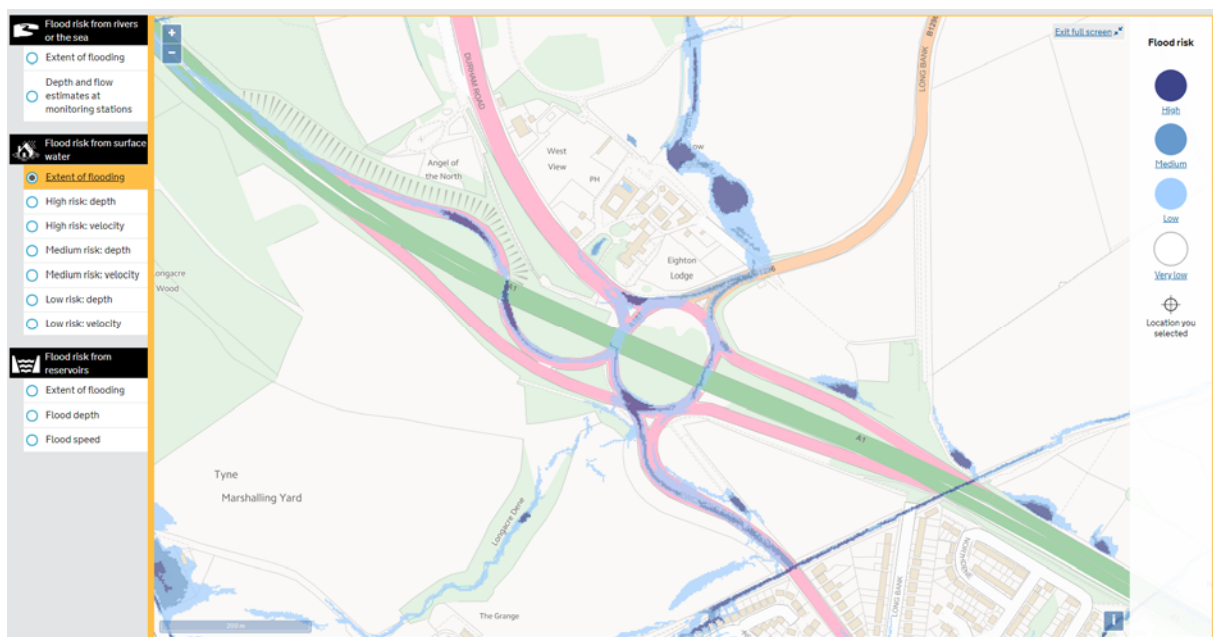 Flood risk from rivers
or the sea
Extent of flooding
Depth and flow
estimates at
monitoring stations
Flood risk from surface
water
Extent of flooding
High risk: depth
High risk: velocity
Medium risk: depth
Medium risk: velocity
Low risk: depth
Low risk: velocity
Flood risk from
reservoirs
Extent of flooding
Flood depth
Flood speed
+
−
DURHAM ROAD
Angel of
the North
West
View
PH
Eighton
Lodge
LONG BANK
B1296
ongacre
Wood
A1
Tyne
Marshalling Yard
Longacre Dene
The Grange
LONG BANK
200 m
i
Exit full screen
Flood risk
High
Medium
Low
Very low
Location you
selected